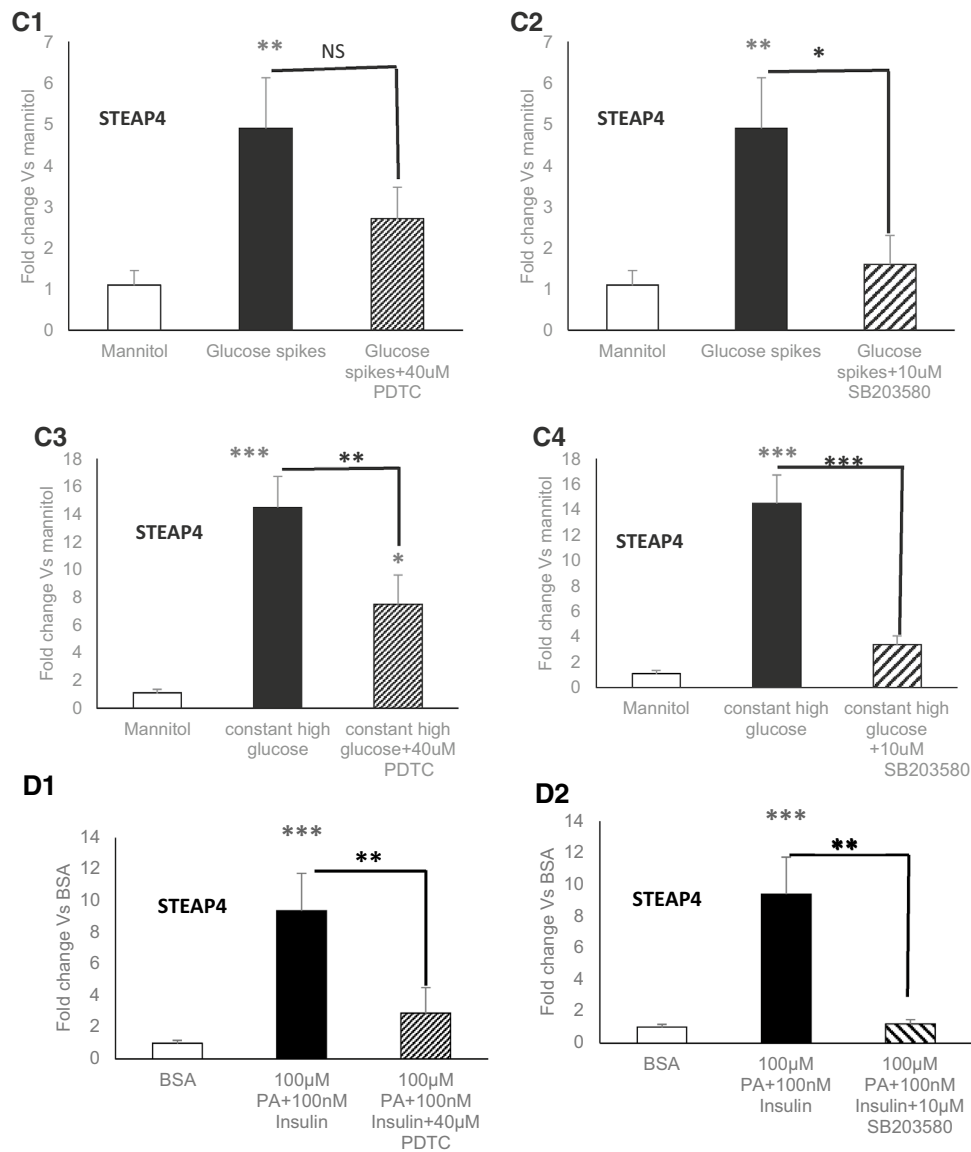 C1
7
6
5
4
3
2
1
0
Fold change Vs mannitol
STEAP4
**
NS
Mannitol
Glucose spikes
Glucose
spikes+40uM
PDTC
C2
7
6
5
4
3
2
1
0
Fold change Vs mannitol
STEAP4
**
*
Mannitol
Glucose spikes
Glucose
spikes+10uM
SB203580
C3
18
16
14
12
10
8
6
4
2
0
Fold change Vs mannitol
STEAP4
***
**
*
Mannitol
constant high
glucose
constant high
glucose+40uM
PDTC
C4
18
16
14
12
10
8
6
4
2
0
Fold change Vs mannitol
STEAP4
***
***
Mannitol
constant high
glucose
constant high
glucose
+10uM
SB203580
D1
14
12
10
8
6
4
2
0
Fold change Vs BSA
STEAP4
***
**
BSA
100µM
PA+100nM
Insulin
100µM
PA+100nM
Insulin+40µM
PDTC
D2
14
12
10
8
6
4
2
0
Fold change Vs BSA
STEAP4
***
**
BSA
100µM
PA+100nM
Insulin
100µM
PA+100nM
Insulin+10µM
SB203580